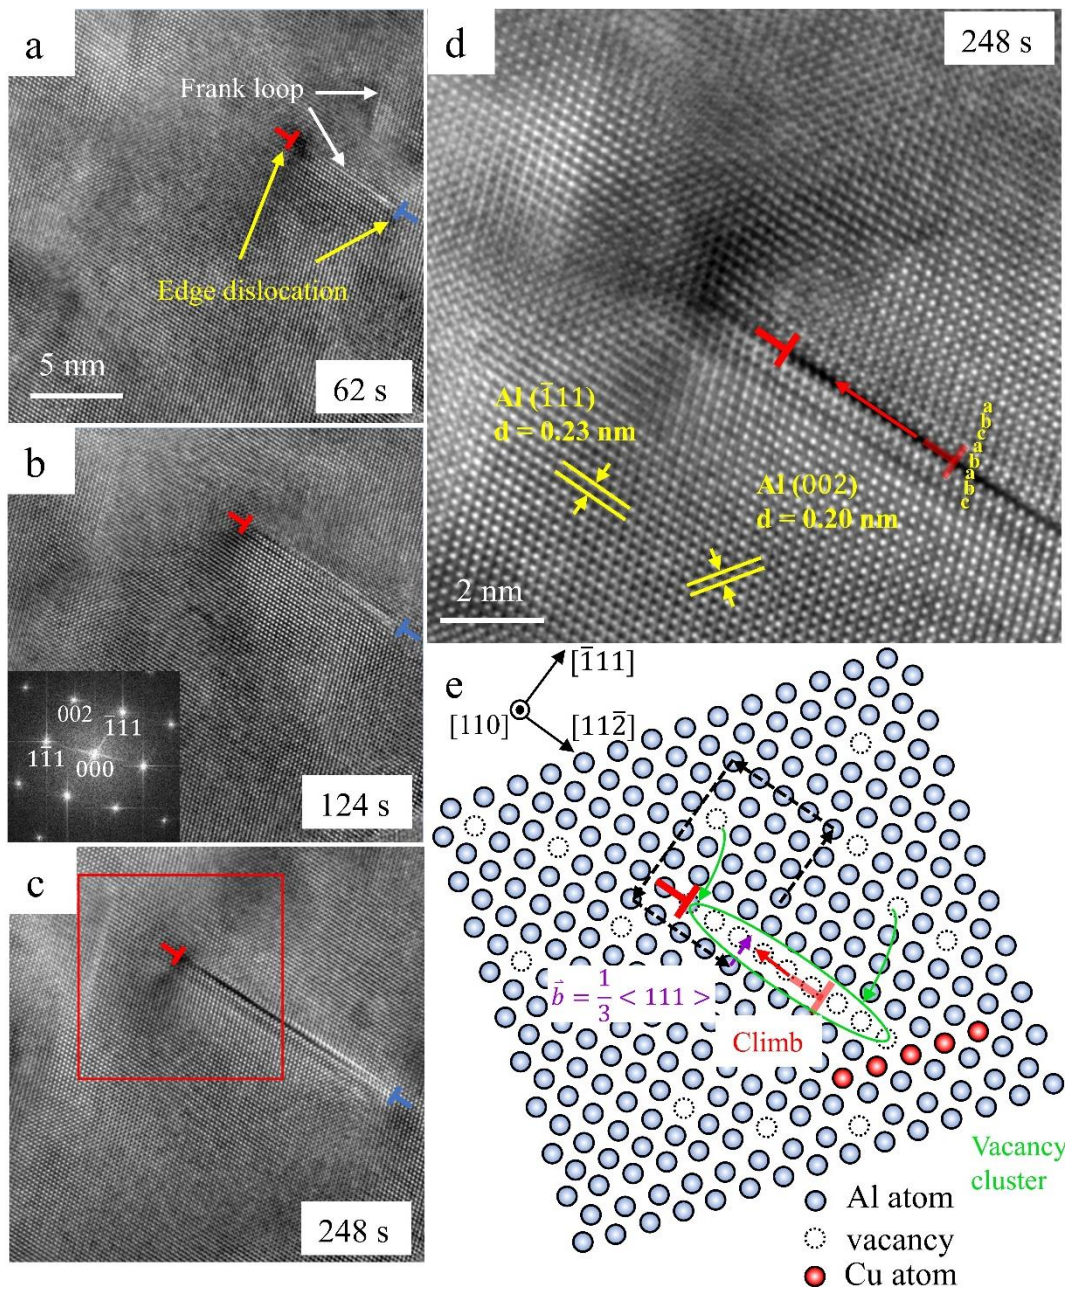 a
Frank loop
Edge dislocation
5 nm
62 s
b
002
1̄11
11̄1
000
124 s
c
248 s
d
248 s
Al (1̄11)
d = 0.23 nm
Al (002)
d = 0.20 nm
a
b
c
a
b
a
b
c
2 nm
e
[1̄11]
[110]
[112̄]
b⃗ = 1/3 < 111 >
Climb
Vacancy
cluster
Al atom
vacancy
Cu atom